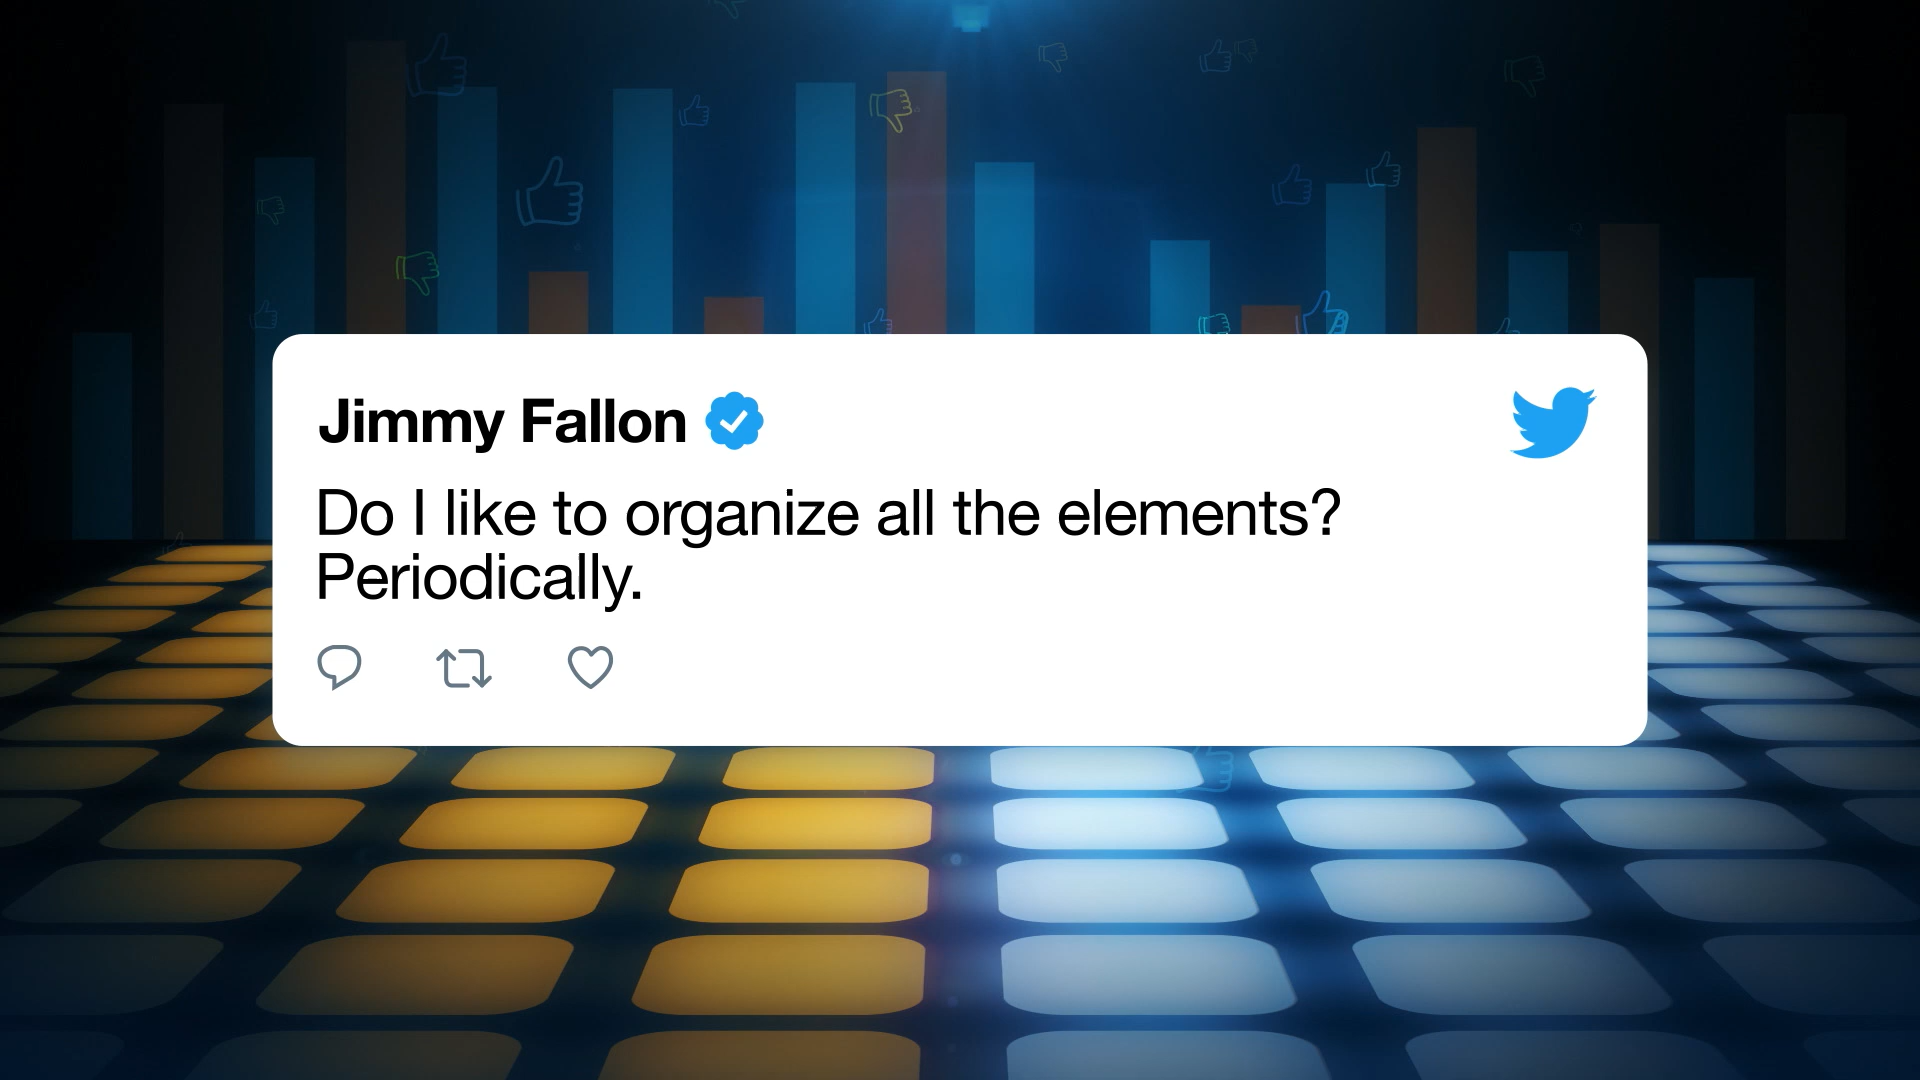 Jimmy Fallon
Do I like to organize all the elements?
Periodically.